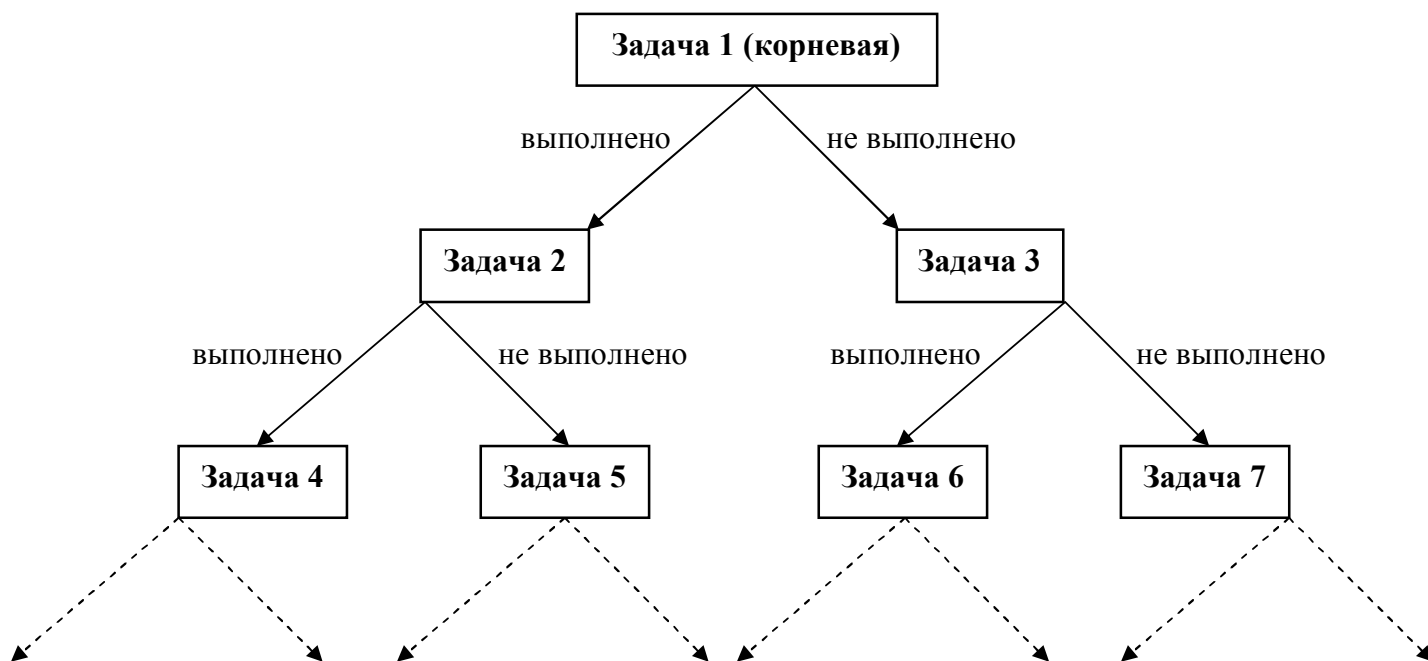 Задача 1 (корневая)
выполнено
не выполнено
Задача 2
Задача 3
выполнено
не выполнено
выполнено
не выполнено
Задача 4
Задача 5
Задача 6
Задача 7